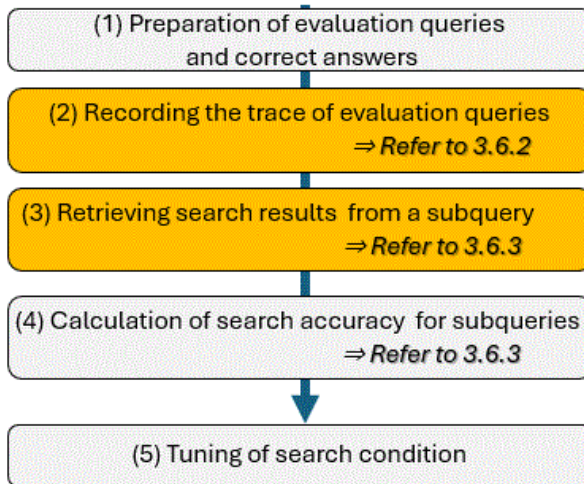 (1) Preparation of evaluation queries
and correct answers
(2) Recording the trace of evaluation queries
⇒ Refer to 3.6.2
(3) Retrieving search results from a subquery
⇒ Refer to 3.6.3
(4) Calculation of search accuracy for subqueries
⇒ Refer to 3.6.3
(5) Tuning of search condition